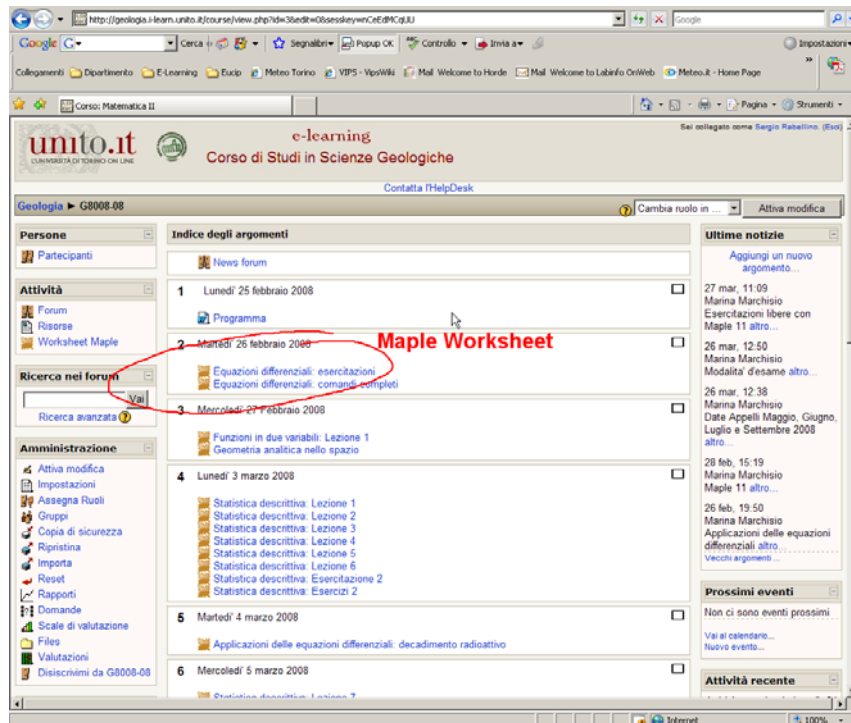 http://geologia.i-learn.unito.it/course/view.php?id=3&edit=0&sesskey=nCeEdMCqUU
Google
Google
Cerca
Segnalibri
Popup OK
Controllo
Invia a
Impostazioni
Collegamenti
Dipartimento
E-Learning
Eucip
Meteo Torino
VIPS - VipsWiki
Mail Welcome to Horde
Mail Welcome to Labinfo OnWeb
Meteo.it - Home Page
Corso: Matematica II
Pagina
Strumenti
unito.it
L'UNIVERSITÀ DI TORINO ON LINE
e-learning
Corso di Studi in Scienze Geologiche
Sei collegato come Sergio Rabellino. (Esci)
Contatta l'HelpDesk
Geologia ► G8008-08
Cambia ruolo in ...
Attiva modifica
Persone
Partecipanti
Attività
Forum
Risorse
Worksheet Maple
Ricerca nei forum
Vai
Ricerca avanzata
Amministrazione
Attiva modifica
Impostazioni
Assegna Ruoli
Gruppi
Copia di sicurezza
Ripristina
Importa
Reset
Rapporti
Domande
Scale di valutazione
Files
Valutazioni
Disiscrivimi da G8008-08
Indice degli argomenti
News forum
1 Lunedi' 25 febbraio 2008
Programma
2 Martedi' 26 febbraio 2008
Maple Worksheet
Equazioni differenziali: esercitazioni
Equazioni differenziali: comandi completi
3 Mercoledi' 27 Febbraio 2008
Funzioni in due variabili: Lezione 1
Geometria analitica nello spazio
4 Lunedi' 3 marzo 2008
Statistica descrittiva: Lezione 1
Statistica descrittiva: Lezione 2
Statistica descrittiva: Lezione 3
Statistica descrittiva: Lezione 4
Statistica descrittiva: Lezione 5
Statistica descrittiva: Lezione 6
Statistica descrittiva: Esercitazione 2
Statistica descrittiva: Esercizi 2
5 Martedi' 4 marzo 2008
Applicazioni delle equazioni differenziali: decadimento radioattivo
6 Mercoledi' 5 marzo 2008
Statistica descrittiva: Lezione 7
Ultime notizie
Aggiungi un nuovo
argomento...
27 mar, 11:09
Marina Marchisio
Esercitazioni libere con
Maple 11 altro...
26 mar, 12:50
Marina Marchisio
Modalita' d'esame altro...
26 mar, 12:38
Marina Marchisio
Date Appelli Maggio, Giugno,
Luglio e Settembre 2008
altro...
28 feb, 15:19
Marina Marchisio
Maple 11 altro...
26 feb, 19:50
Marina Marchisio
Applicazioni delle equazioni
differenziali altro...
Vecchi argomenti ...
Prossimi eventi
Non ci sono eventi prossimi
Vai al calendario...
Nuovo evento...
Attività recente
Internet
100%